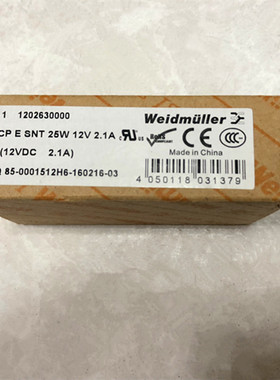 1 1202630000
Weidmüller
CP E SNT 25W 12V 2.1A
(12VDC 2.1A)
Made in China
85-0001512H6-160216-03
4 050118 031379